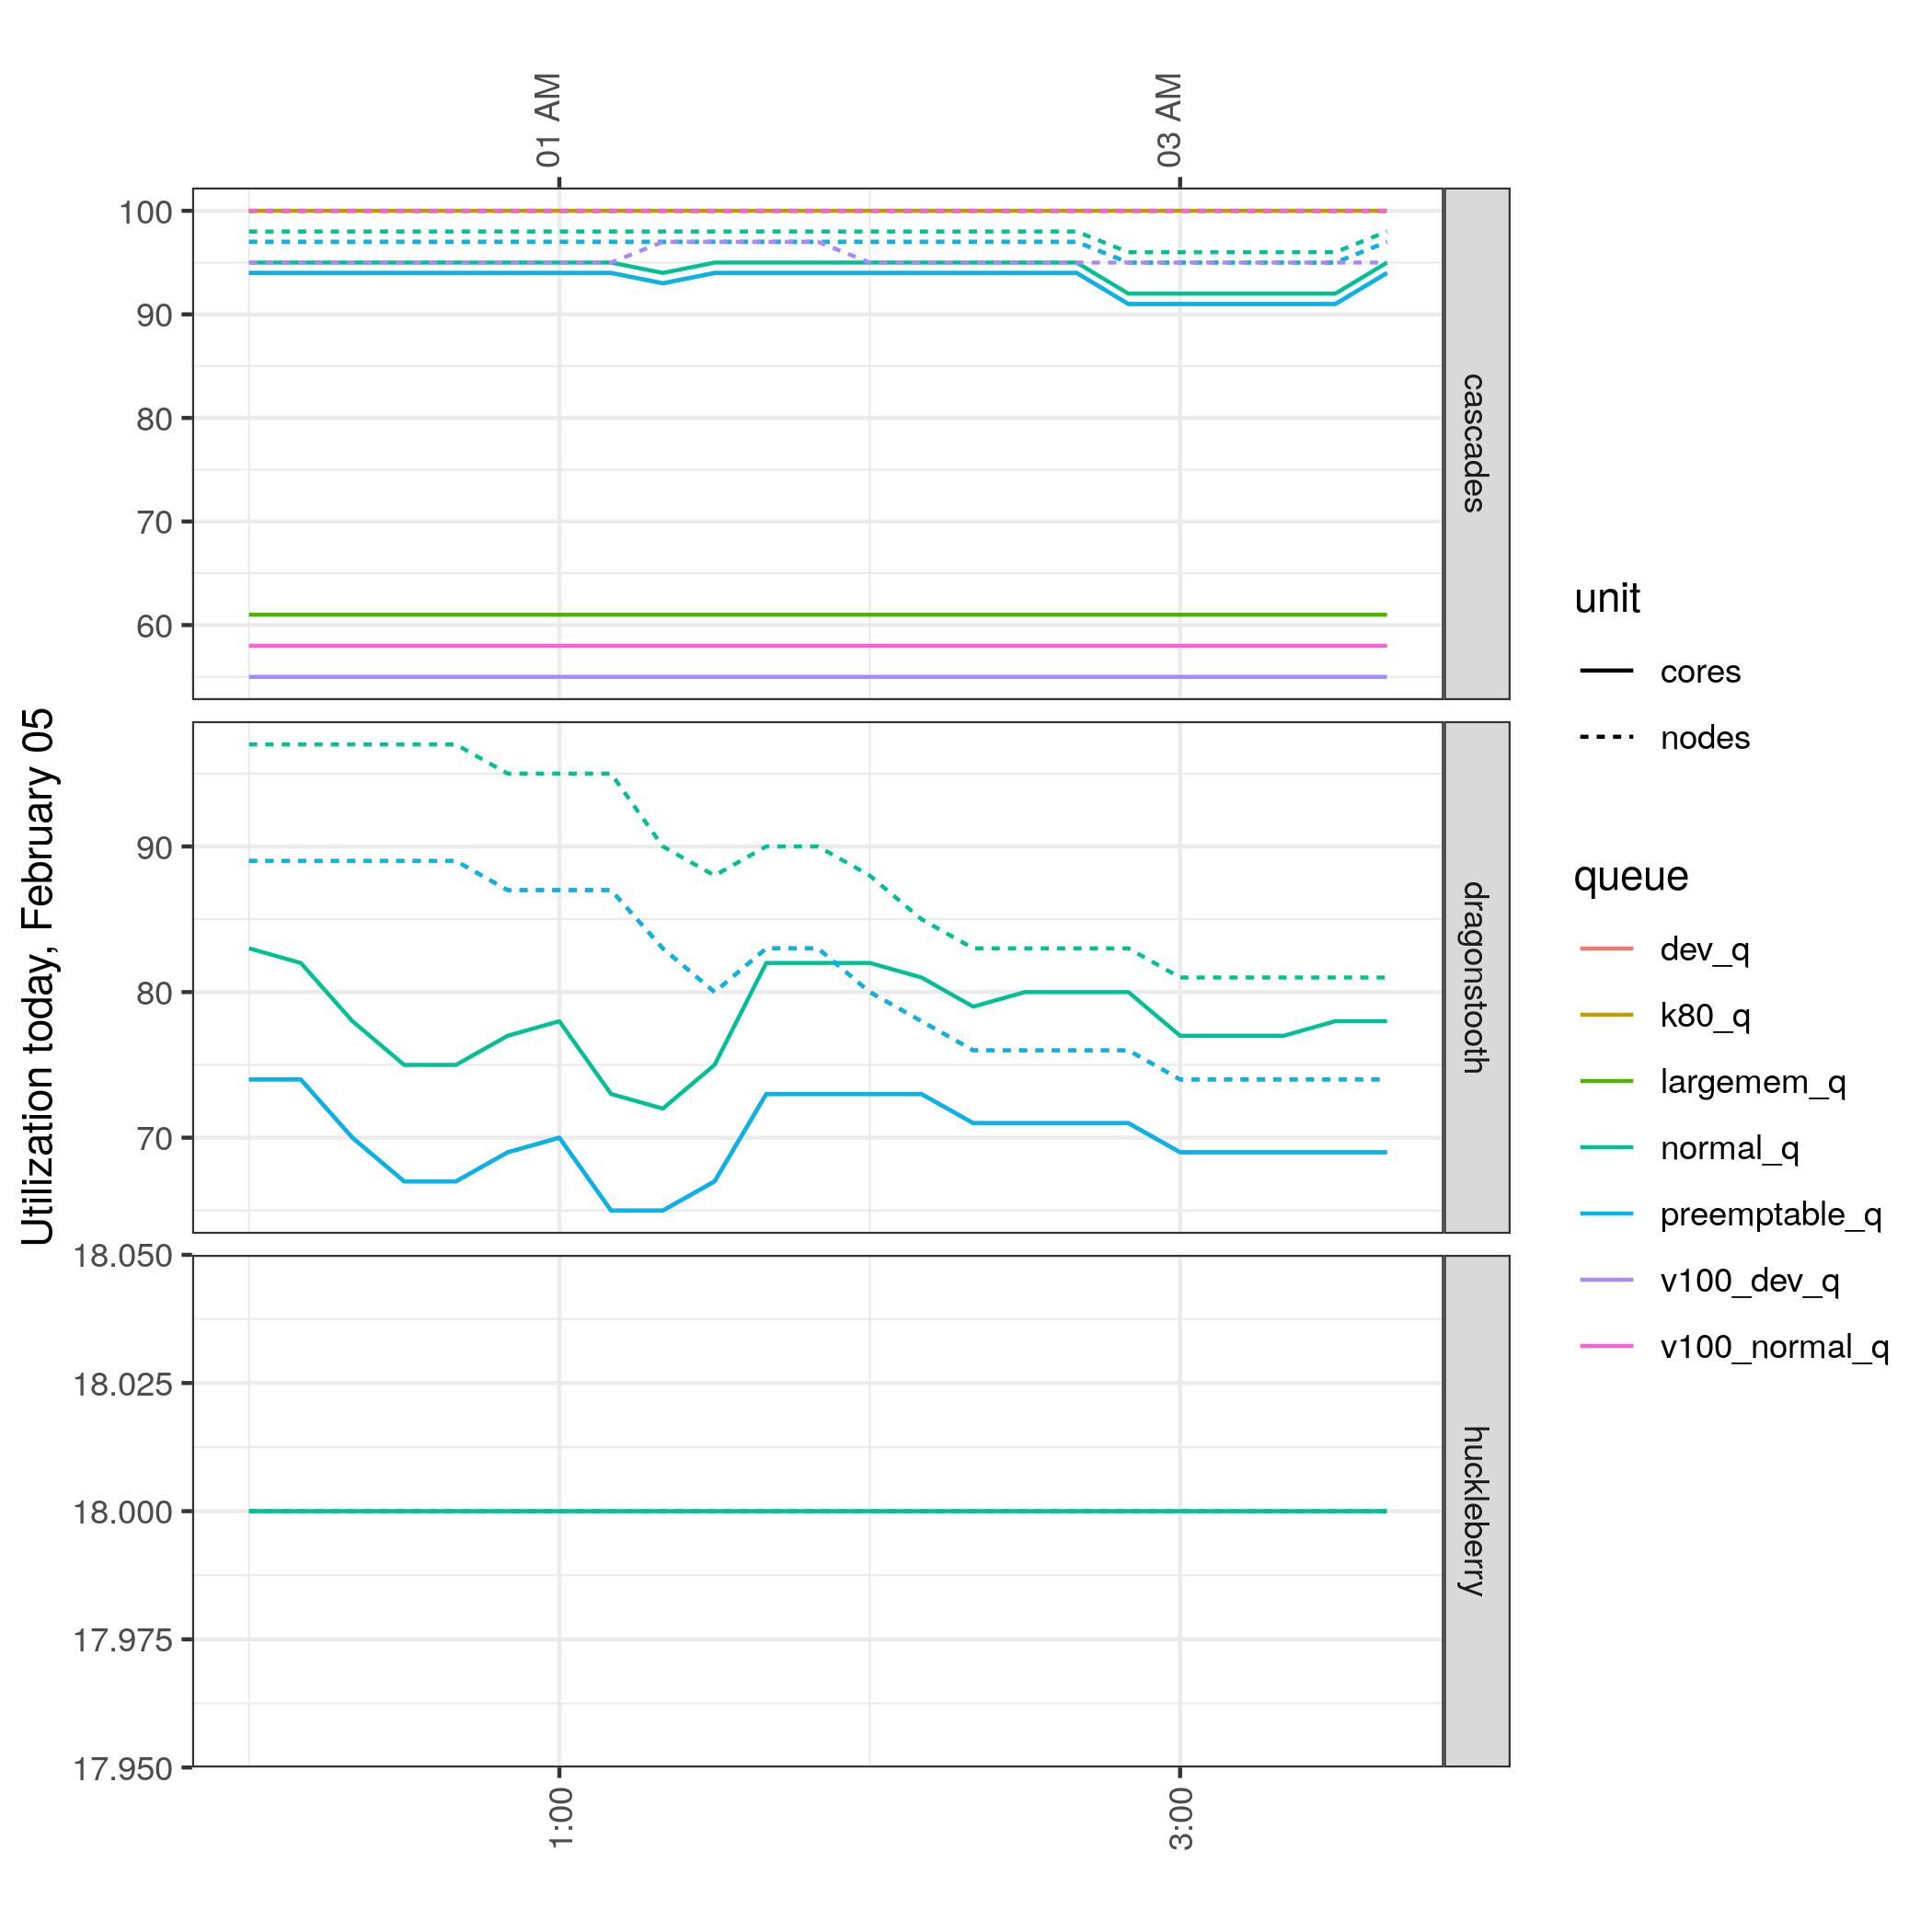 01 AM
03 AM
100
90
80
70
60
cascades
90
80
70
dragonstooth
18.050
18.025
18.000
17.975
17.950
huckleberry
1:00
3:00
Utilization today, February 05
unit
cores
nodes
queue
dev_q
k80_q
largemem_q
normal_q
preemptable_q
v100_dev_q
v100_normal_q